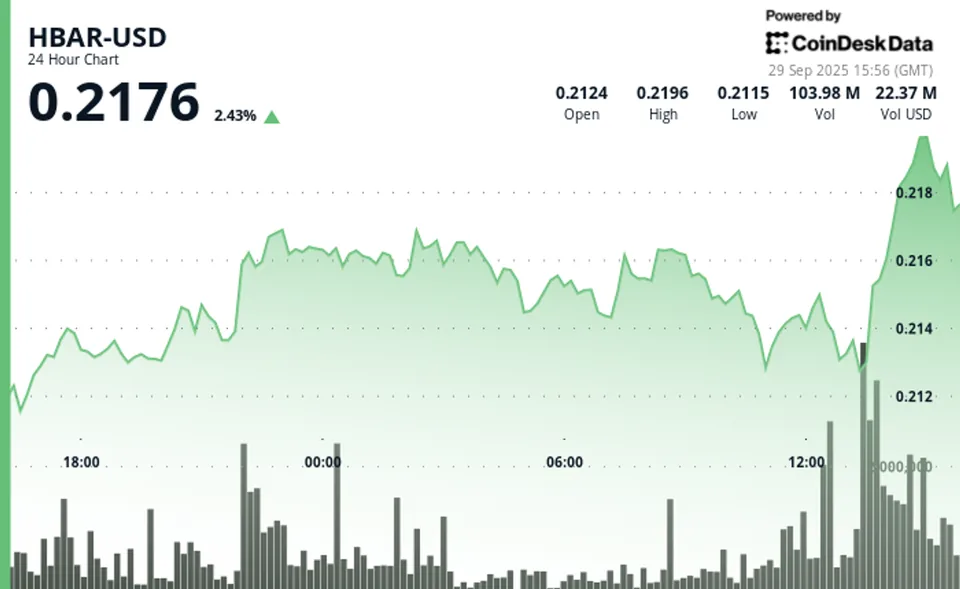 HBAR-USD
24 Hour Chart
0.2176 2.43%
Powered by
CoinDesk Data
29 Sep 2025 15:56 (GMT)
0.2124 0.2196 0.2115 103.98 M 22.37 M
Open High Low Vol Vol USD
0.218
0.216
0.214
0.212
18:00 00:00 06:00 12:00
000,000